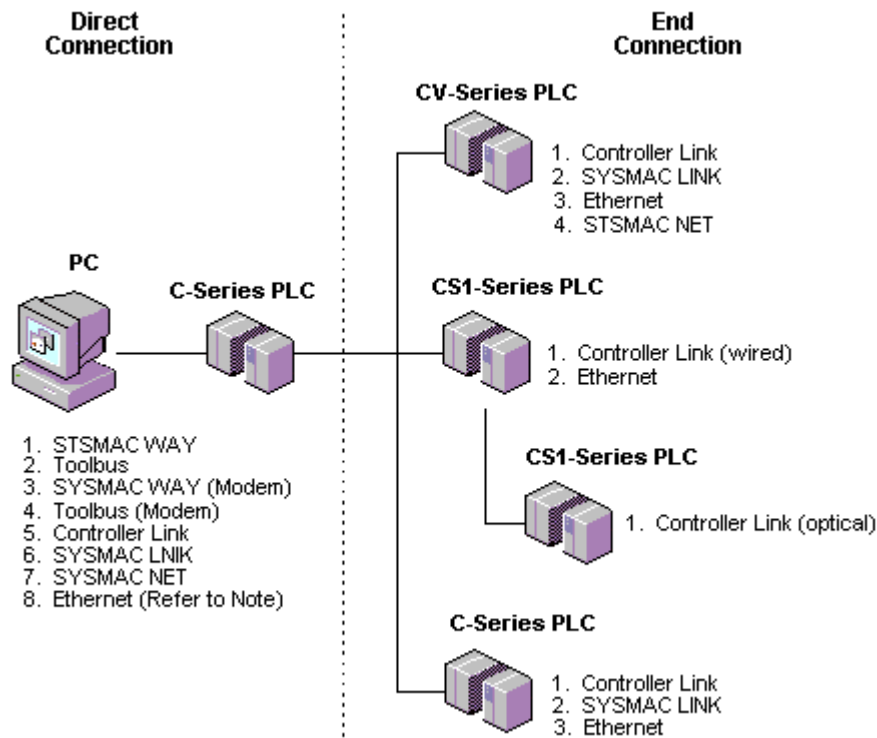 Direct
Connection
End
Connection
CV-Series PLC
1. Controller Link
2. SYSMAC LINK
3. Ethernet
4. STSMAC NET
PC
C-Series PLC
CS1-Series PLC
1. Controller Link (wired)
2. Ethernet
1. STSMAC WAY
2. Toolbus
3. SYSMAC WAY (Modem)
4. Toolbus (Modem)
5. Controller Link
6. SYSMAC LNIK
7. SYSMAC NET
8. Ethernet (Refer to Note)
CS1-Series PLC
1. Controller Link (optical)
C-Series PLC
1. Controller Link
2. SYSMAC LINK
3. Ethernet